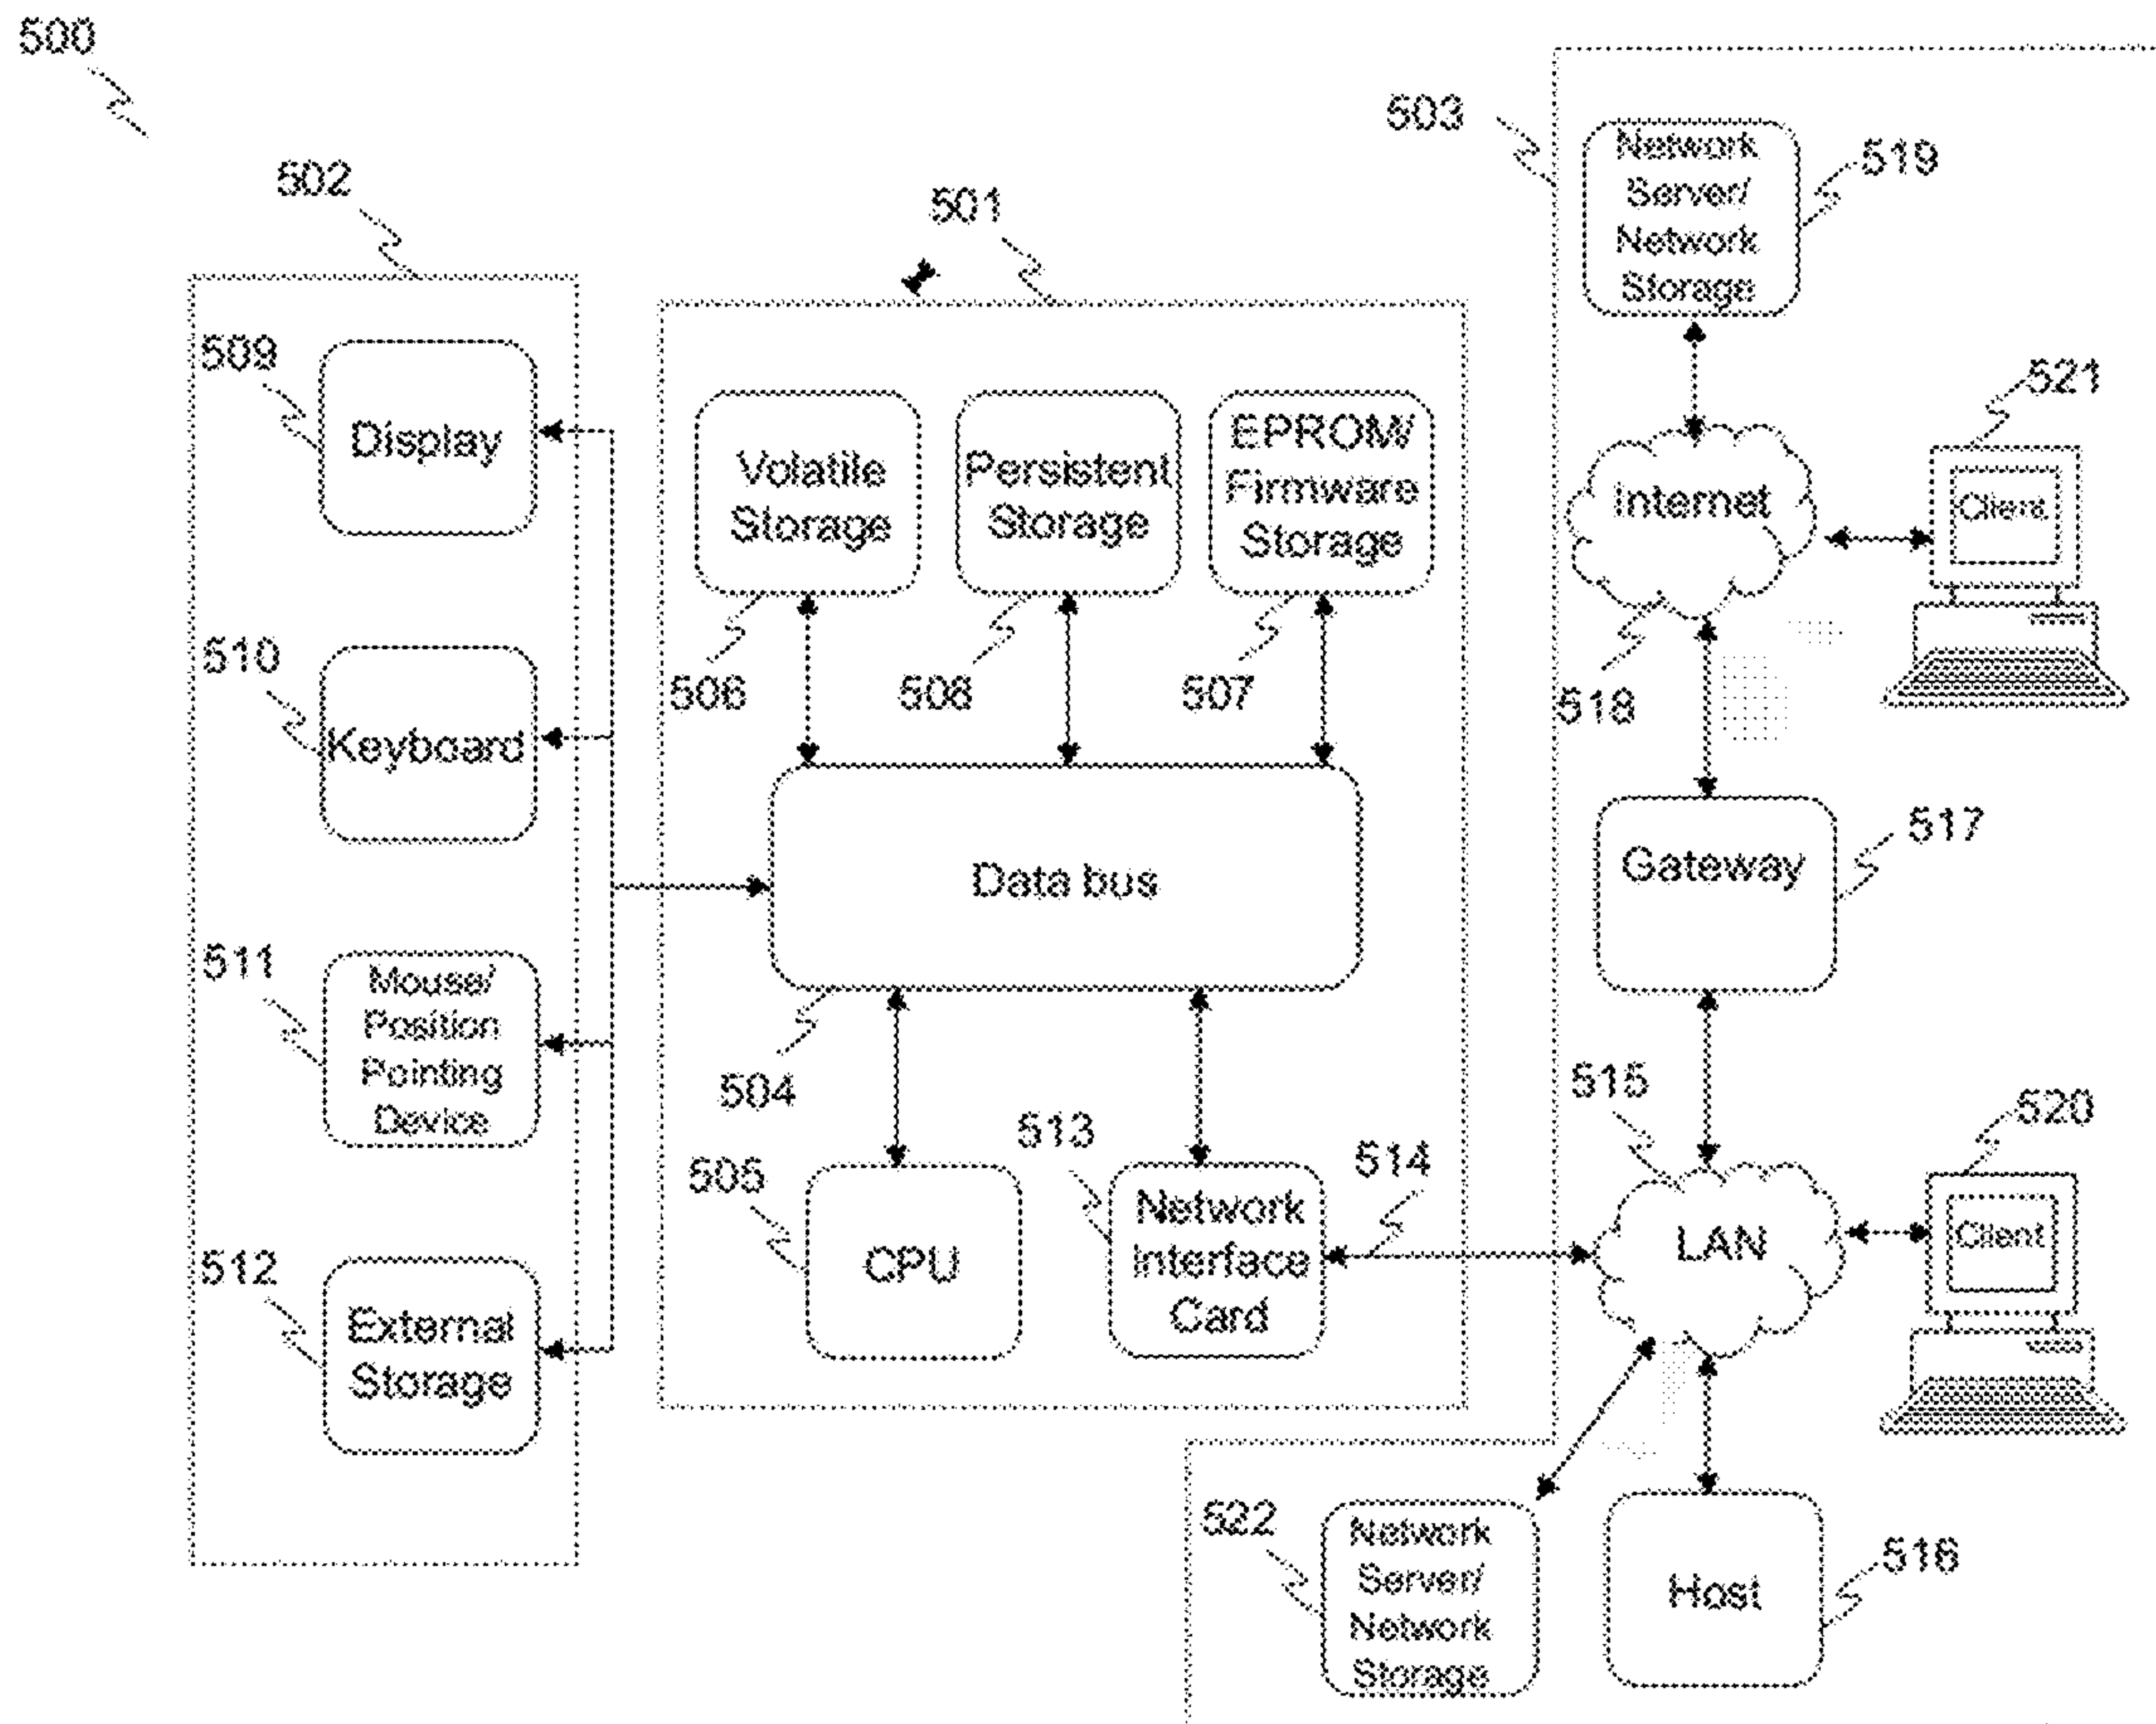 500
502
501
503
509
Display
510
Keyboard
511
Mouse/
Position
Pointing
Device
512
External
Storage
Volatile
Storage
Persistent
Storage
EPROM/
Firmware
Storage
506
508
507
Data bus
504
505
CPU
513
Network
Interface
Card
514
Network
Server/
Network
Storage
519
Internet
518
521
Client
Gateway
517
515
LAN
520
Client
522
Network
Server/
Network
Storage
Host
516